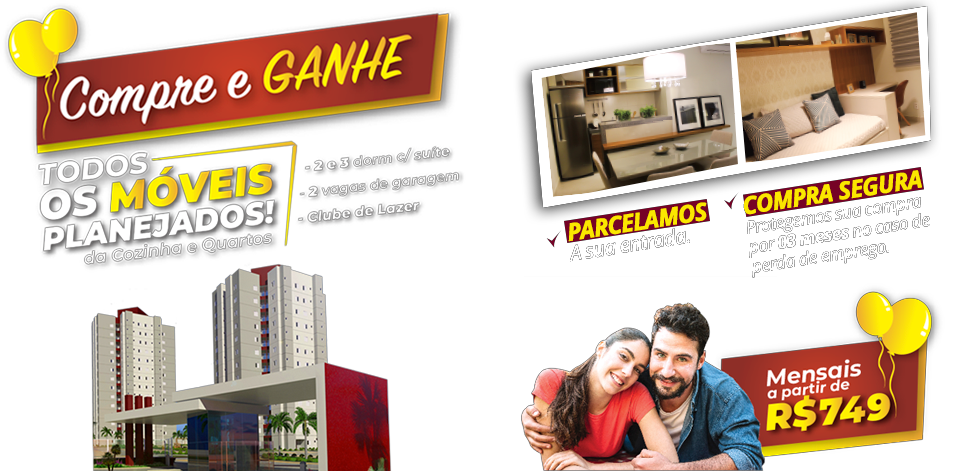 Compre e GANHE
TODOS
OS MÓVEIS
PLANEJADOS!
da Cozinha e Quartos
- 2 e 3 dorm c/ suíte
- 2 vagas de garagem
- Clube de Lazer
PARCELAMOS
A sua entrada.
COMPRA SEGURA
Protegemos sua compra
por 03 meses no caso de
perda de emprego.
Mensais
a partir de
R$749